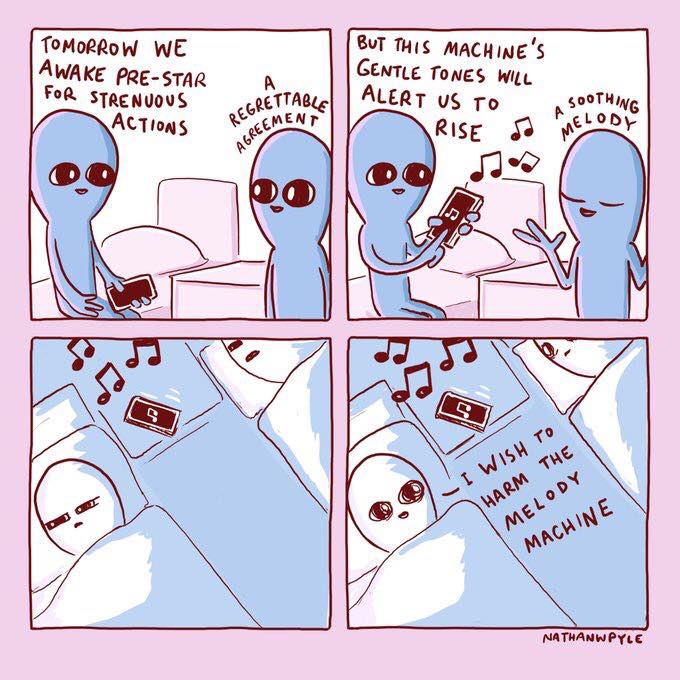 TOMORROW WE
AWAKE PRE-STAR
FOR STRENUOUS
ACTIONS
A
REGRETTABLE
AGREEMENT
BUT THIS MACHINE'S
GENTLE TONES WILL
ALERT US TO
RISE
A SOOTHING
MELODY
I WISH TO
HARM THE
MELODY
MACHINE
NATHANWPYLE